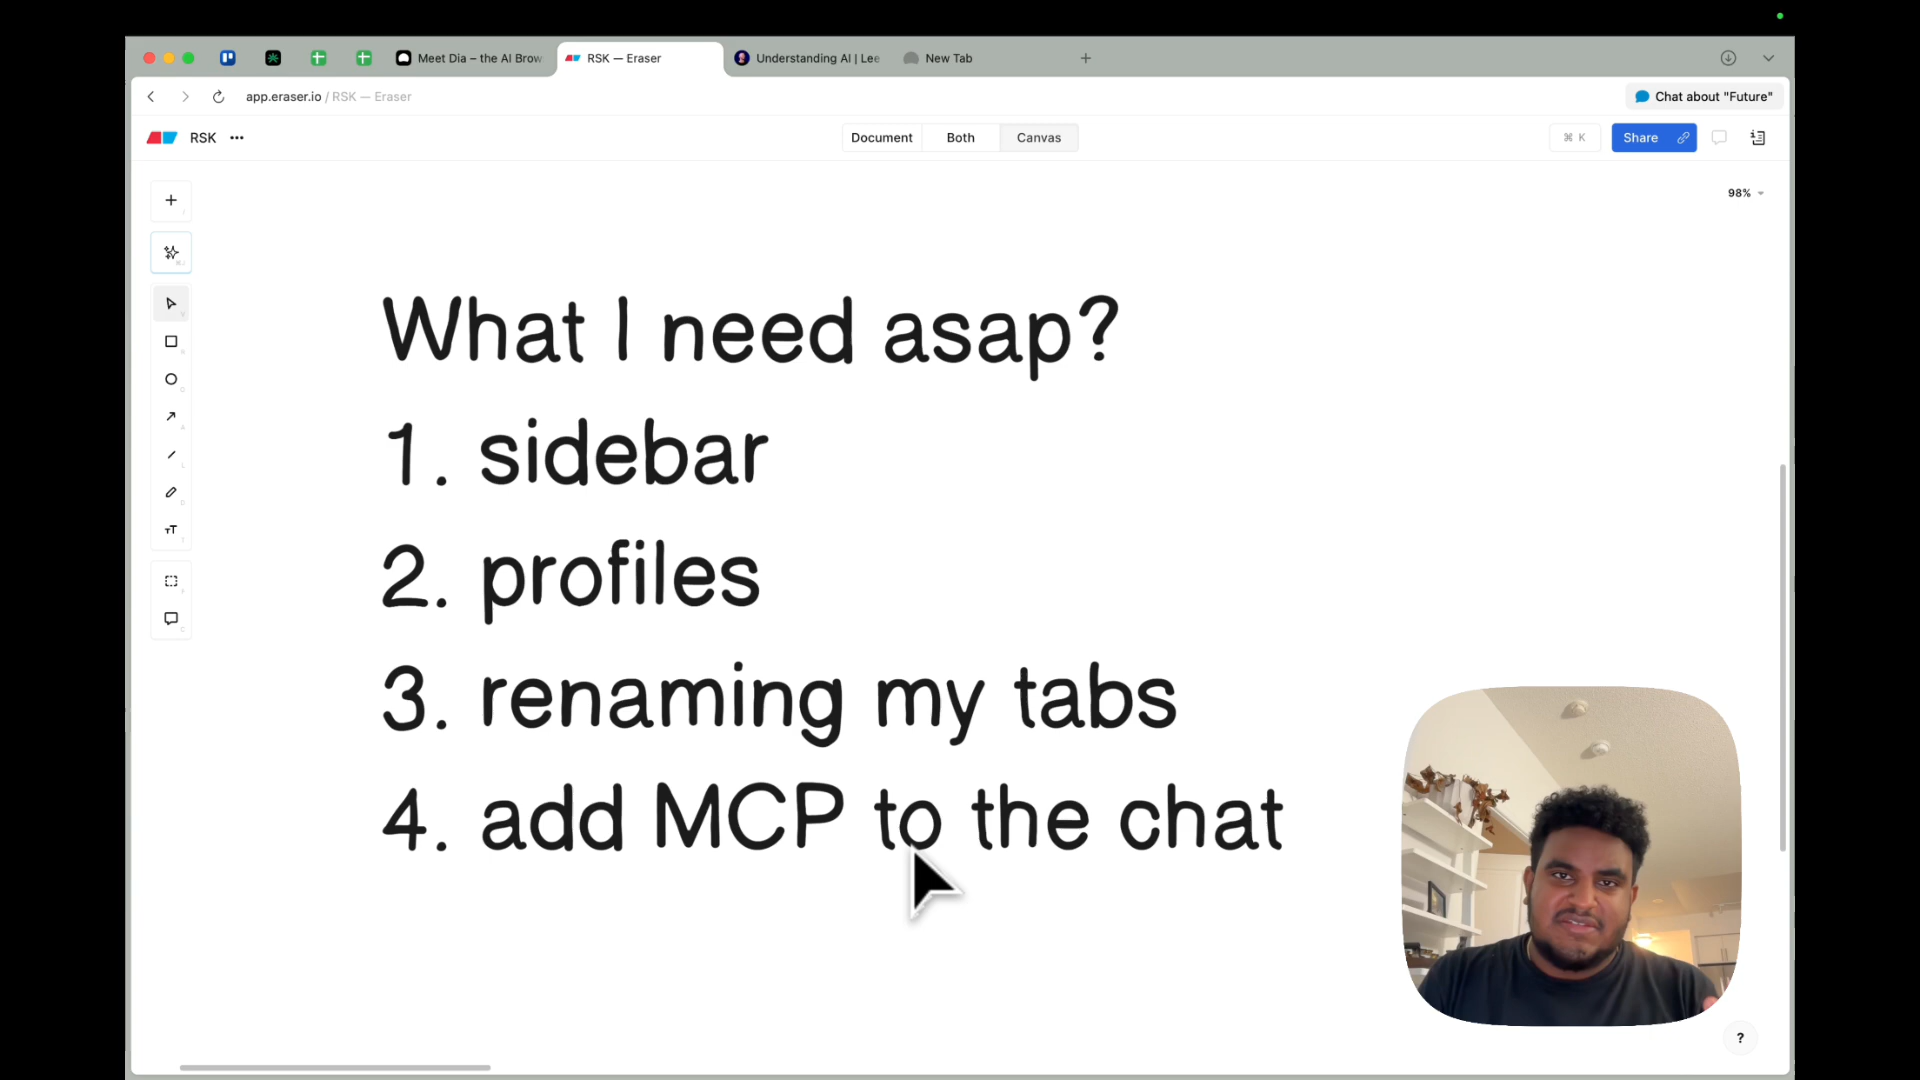 Meet Dia – the AI Brow
RSK — Eraser
Understanding AI | Lee
New Tab
app.eraser.io / RSK — Eraser
Chat about "Future"
RSK
Document
Both
Canvas
⌘ K
Share
98%
What I need asap?
1. sidebar
2. profiles
3. renaming my tabs
4. add MCP to the chat
?